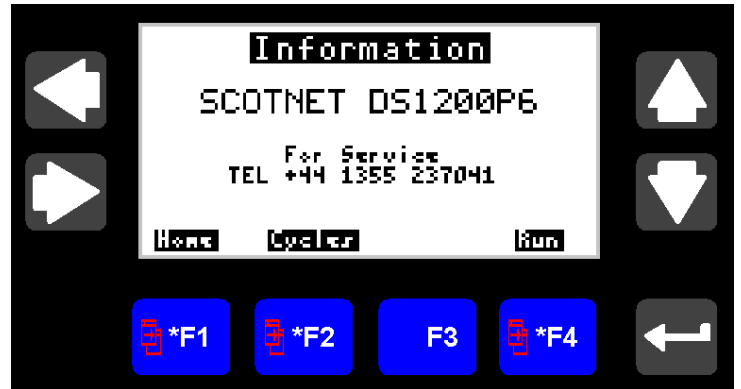 Information
SCOTNET DS1200P6
For Service
TEL +44 1355 237041
Home Cycles Run
*F1 *F2 F3 *F4